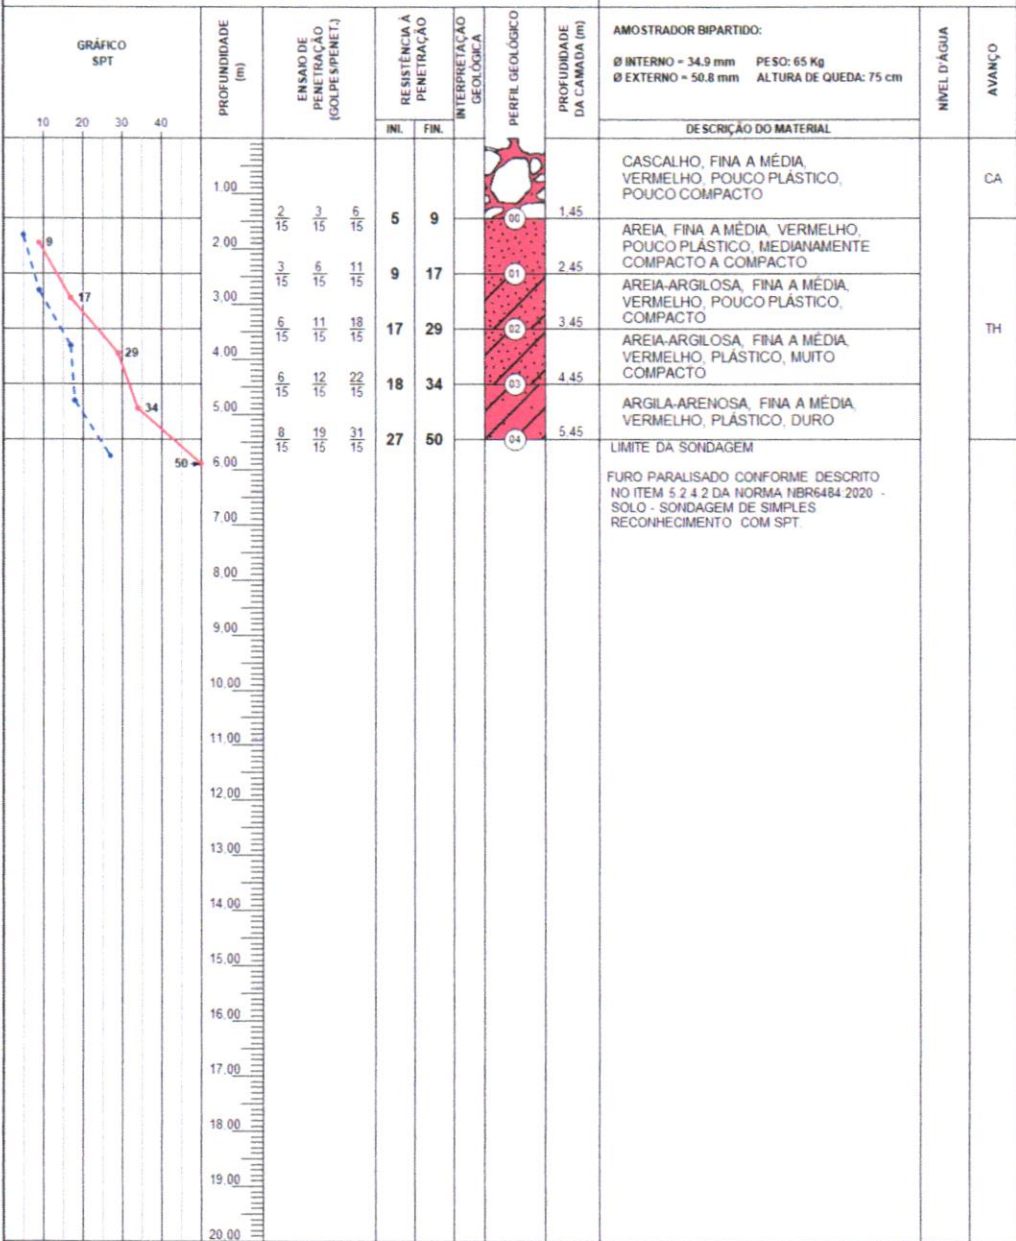 GRÁFICO
SPT
10 20 30 40
PROFUNDIDADE
(m)
ENSAIO DE
PENETRAÇÃO
(GOLPES/PENET.)
RESISTÊNCIA À
PENETRAÇÃO
INI. FIN.
INTERPRETAÇÃO
GEOLÓGICA
PERFIL GEOLÓGICO
PROFUDIDADE
DA CAMADA (m)
AMOSTRADOR BIPARTIDO:
Ø INTERNO = 34.9 mm PESO: 65 Kg
Ø EXTERNO = 50.8 mm ALTURA DE QUEDA: 75 cm
DESCRIÇÃO DO MATERIAL
NÍVEL D'ÁGUA
AVANÇO
CASCALHO, FINA A MÉDIA,
VERMELHO, POUCO PLÁSTICO,
POUCO COMPACTO
CA
1,00
2/15 3/15 6/15 5 9 00 1,45
AREIA, FINA A MÉDIA, VERMELHO,
POUCO PLÁSTICO, MEDIANAMENTE
COMPACTO A COMPACTO
9 2,00
3/15 6/15 11/15 9 17 01 2,45
AREIA-ARGILOSA, FINA A MÉDIA,
VERMELHO, POUCO PLÁSTICO,
COMPACTO
17 3,00
6/15 11/15 18/15 17 29 02 3,45
TH
AREIA-ARGILOSA, FINA A MÉDIA,
VERMELHO, PLÁSTICO, MUITO
COMPACTO
29 4,00
6/15 12/15 22/15 18 34 03 4,45
ARGILA-ARENOSA, FINA A MÉDIA,
VERMELHO, PLÁSTICO, DURO
34 5,00
8/15 19/15 31/15 27 50 04 5,45
LIMITE DA SONDAGEM
50 6,00
FURO PARALISADO CONFORME DESCRITO
NO ITEM 5.2.4.2 DA NORMA NBR6484:2020 -
SOLO - SONDAGEM DE SIMPLES
RECONHECIMENTO COM SPT.
7,00
8,00
9,00
10,00
11,00
12,00
13,00
14,00
15,00
16,00
17,00
18,00
19,00
20,00